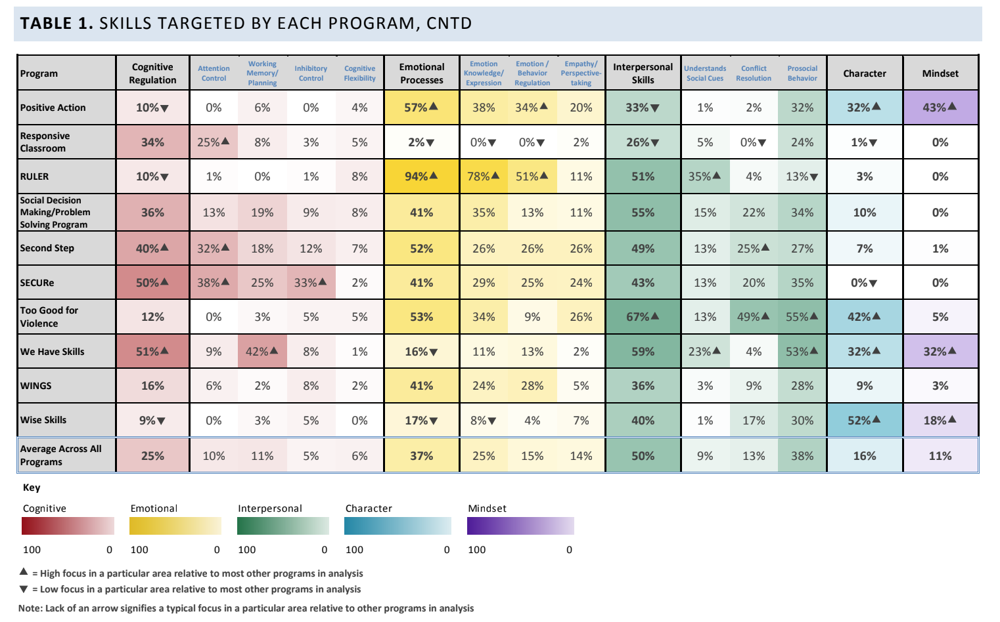 TABLE 1. SKILLS TARGETED BY EACH PROGRAM, CNTD
Program
Cognitive
Regulation
Attention
Control
Working
Memory/
Planning
Inhibitory
Control
Cognitive
Flexibility
Emotional
Processes
Emotion
Knowledge/
Expression
Emotion /
Behavior
Regulation
Empathy/
Perspective-
taking
Interpersonal
Skills
Understands
Social Cues
Conflict
Resolution
Prosocial
Behavior
Character
Mindset
Positive Action 10%▼ 0% 6% 0% 4% 57%▲ 38% 34%▲ 20% 33%▼ 1% 2% 32% 32%▲ 43%▲
Responsive
Classroom
34% 25%▲ 8% 3% 5% 2%▼ 0%▼ 0%▼ 2% 26%▼ 5% 0%▼ 24% 1%▼ 0%
RULER 10%▼ 1% 0% 1% 8% 94%▲ 78%▲ 51%▲ 11% 51% 35%▲ 4% 13%▼ 3% 0%
Social Decision
Making/Problem
Solving Program
36% 13% 19% 9% 8% 41% 35% 13% 11% 55% 15% 22% 34% 10% 0%
Second Step 40%▲ 32%▲ 18% 12% 7% 52% 26% 26% 26% 49% 13% 25%▲ 27% 7% 1%
SECURe 50%▲ 38%▲ 25% 33%▲ 2% 41% 29% 25% 24% 43% 13% 20% 35% 0%▼ 0%
Too Good for
Violence
12% 0% 3% 5% 5% 53% 34% 9% 26% 67%▲ 13% 49%▲ 55%▲ 42%▲ 5%
We Have Skills 51%▲ 9% 42%▲ 8% 1% 16%▼ 11% 13% 2% 59% 23%▲ 4% 53%▲ 32%▲ 32%▲
WINGS 16% 6% 2% 8% 2% 41% 24% 28% 5% 36% 3% 9% 28% 9% 3%
Wise Skills 9%▼ 0% 3% 5% 0% 17%▼ 8%▼ 4% 7% 40% 1% 17% 30% 52%▲ 18%▲
Average Across All
Programs
25% 10% 11% 5% 6% 37% 25% 15% 14% 50% 9% 13% 38% 16% 11%
Key
Cognitive Emotional Interpersonal Character Mindset
100 0 100 0 100 0 100 0 100 0
▲ = High focus in a particular area relative to most other programs in analysis
▼ = Low focus in a particular area relative to most other programs in analysis
Note: Lack of an arrow signifies a typical focus in a particular area relative to other programs in analysis